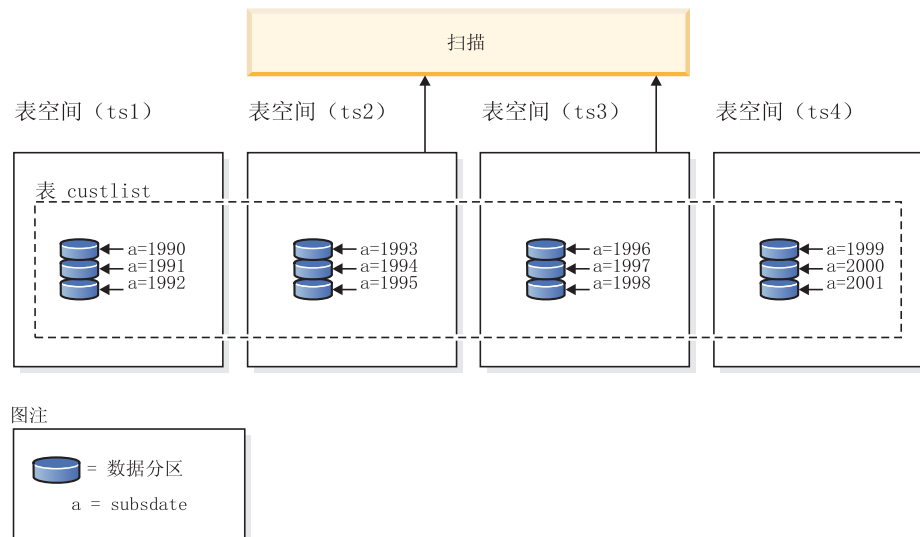 扫描
表空间（ts1）
表空间（ts2）
表空间（ts3）
表空间（ts4）
表 custlist
a=1990
a=1991
a=1992
a=1993
a=1994
a=1995
a=1996
a=1997
a=1998
a=1999
a=2000
a=2001
图注
= 数据分区
a = subsdate